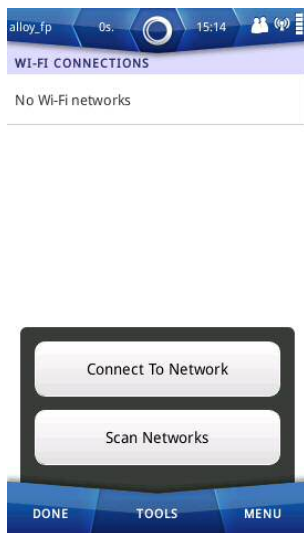 alloy_fp 0s. 15:14
WI-FI CONNECTIONS
No Wi-Fi networks
Connect To Network
Scan Networks
DONE TOOLS MENU